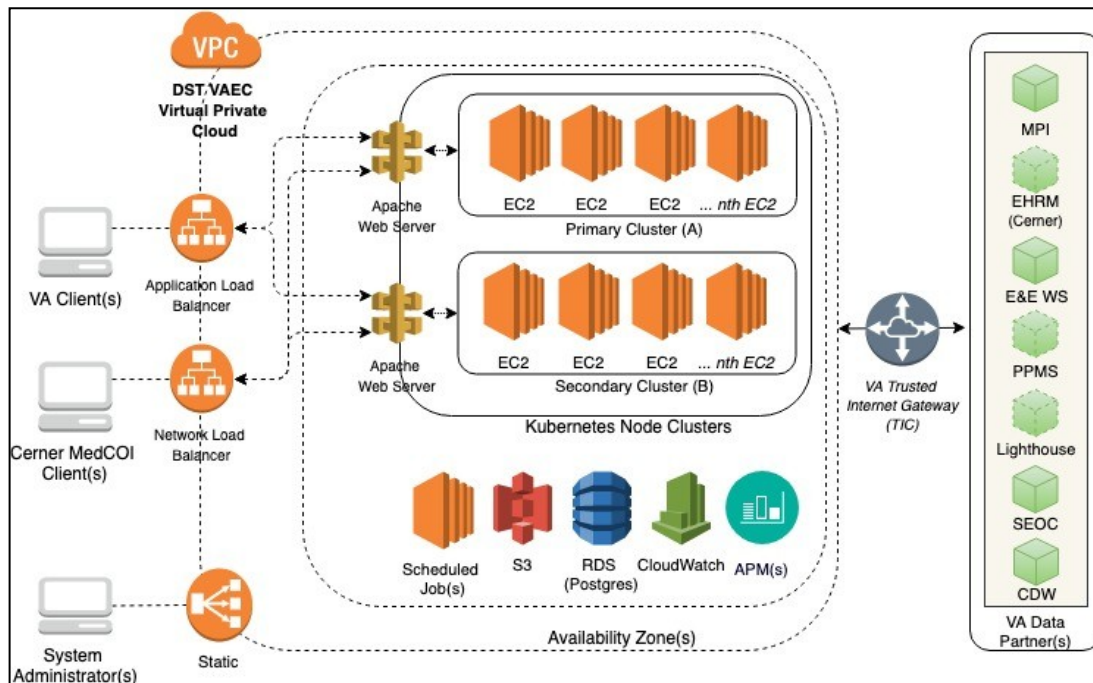 VPC
DST VAEC
Virtual Private
Cloud
VA Client(s)
Application Load
Balancer
Cerner MedCOI
Client(s)
Network Load
Balancer
System
Administrator(s)
Static
Apache
Web Server
EC2
EC2
EC2
... nth EC2
Primary Cluster (A)
Apache
Web Server
EC2
EC2
EC2
... nth EC2
Secondary Cluster (B)
Kubernetes Node Clusters
Scheduled
Job(s)
S3
RDS
(Postgres)
CloudWatch
APM(s)
Availability Zone(s)
VA Trusted
Internet Gateway
(TIC)
MPI
EHRM
(Cerner)
E&E WS
PPMS
Lighthouse
SEOC
CDW
VA Data
Partner(s)